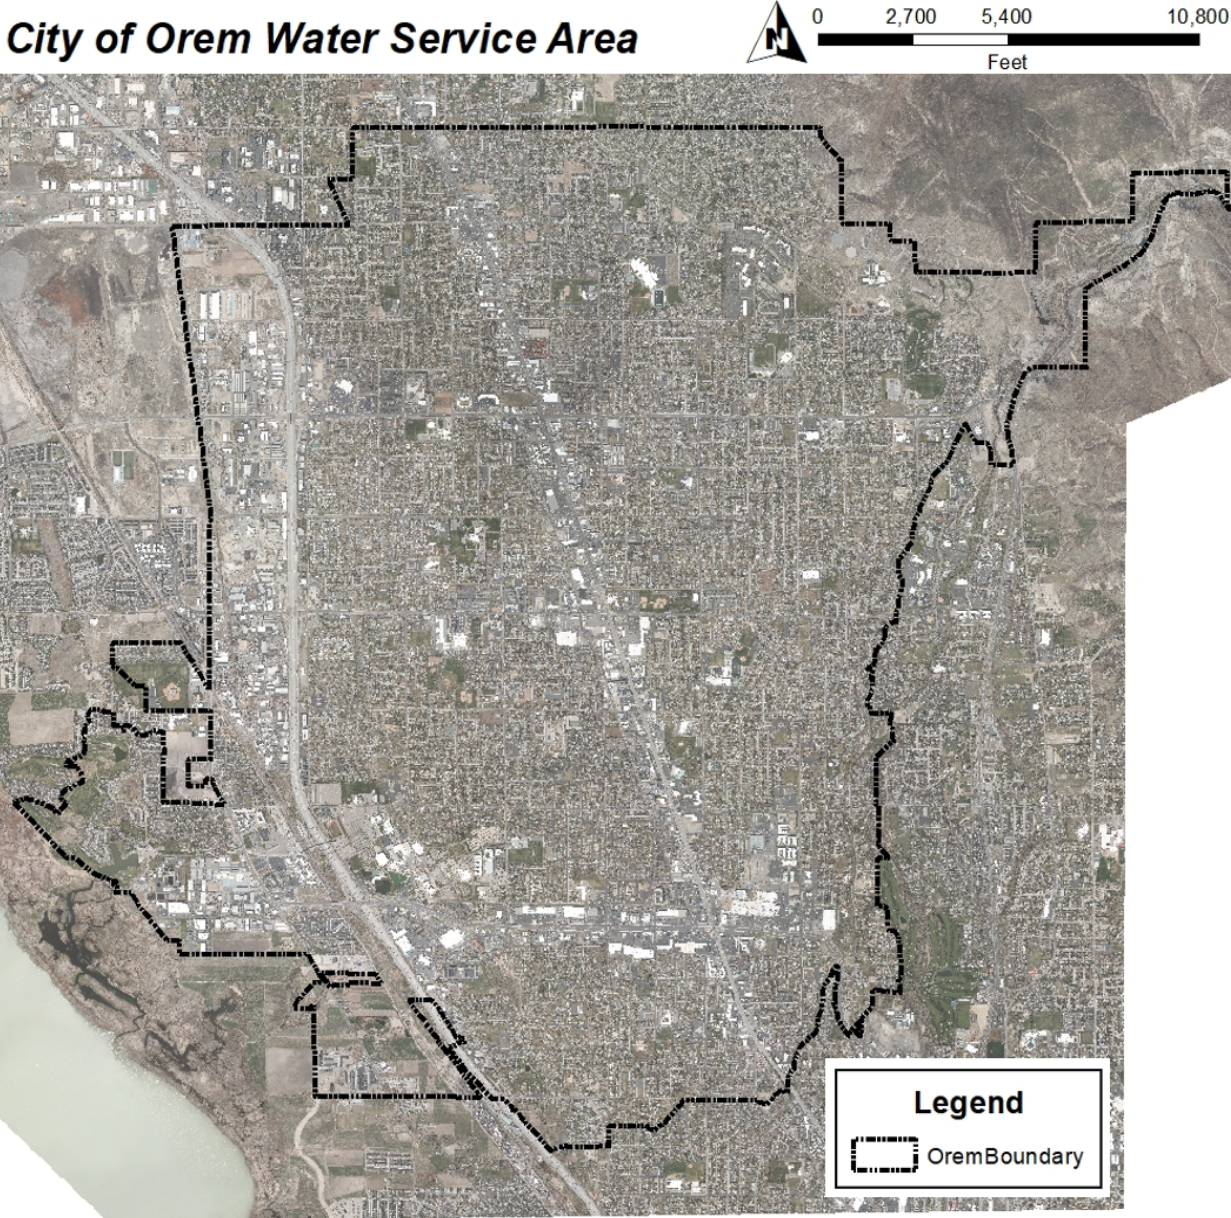 City of Orem Water Service Area
N
0 2,700 5,400 10,800
Feet
Legend
OremBoundary